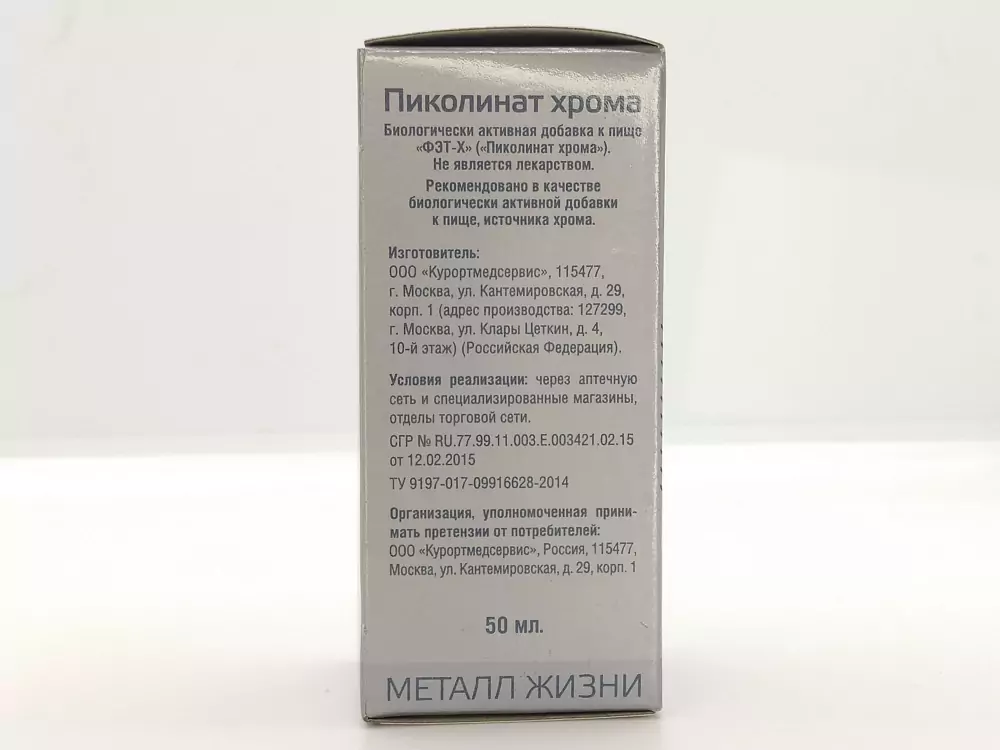 Пиколинат хрома
Биологически активная добавка к пище
«ФЭТ-Х» («Пиколинат хрома»).
Не является лекарством.
Рекомендовано в качестве
биологически активной добавки
к пище, источника хрома.
Изготовитель:
ООО «Курортмедсервис», 115477,
г. Москва, ул. Кантемировская, д. 29,
корп. 1 (адрес производства: 127299,
г. Москва, ул. Клары Цеткин, д. 4,
10-й этаж) (Российская Федерация).
Условия реализации: через аптечную
сеть и специализированные магазины,
отделы торговой сети.
СГР № RU.77.99.11.003.Е.003421.02.15
от 12.02.2015
ТУ 9197-017-09916628-2014
Организация, уполномоченная прини-
мать претензии от потребителей:
ООО «Курортмедсервис», Россия, 115477,
Москва, ул. Кантемировская, д. 29, корп. 1
50 мл.
МЕТАЛЛ ЖИЗНИ